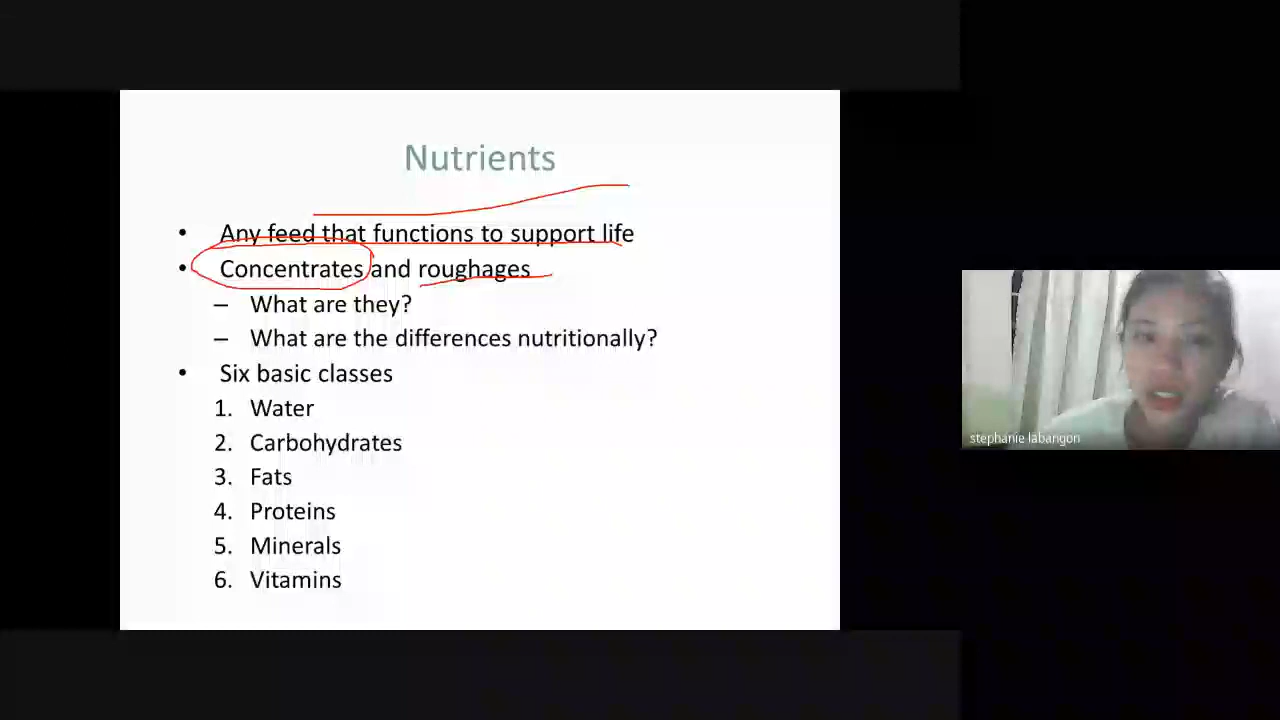 Nutrients
• Any feed that functions to support life
• Concentrates and roughages
– What are they?
– What are the differences nutritionally?
• Six basic classes
1. Water
2. Carbohydrates
3. Fats
4. Proteins
5. Minerals
6. Vitamins
stephanie labangon